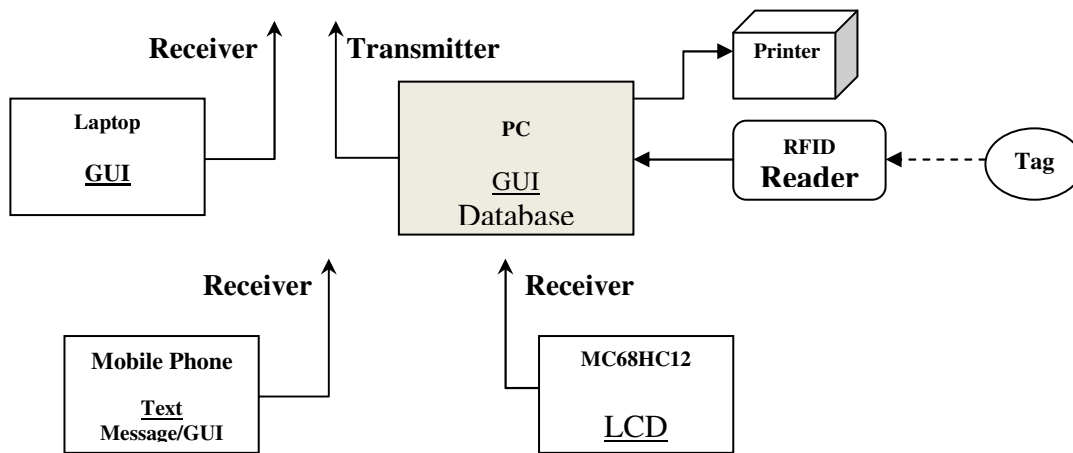 Receiver
Transmitter
Printer
Laptop
GUI
PC
GUI
Database
RFID
Reader
Tag
Receiver
Receiver
Mobile Phone
Text
Message/GUI
MC68HC12
LCD